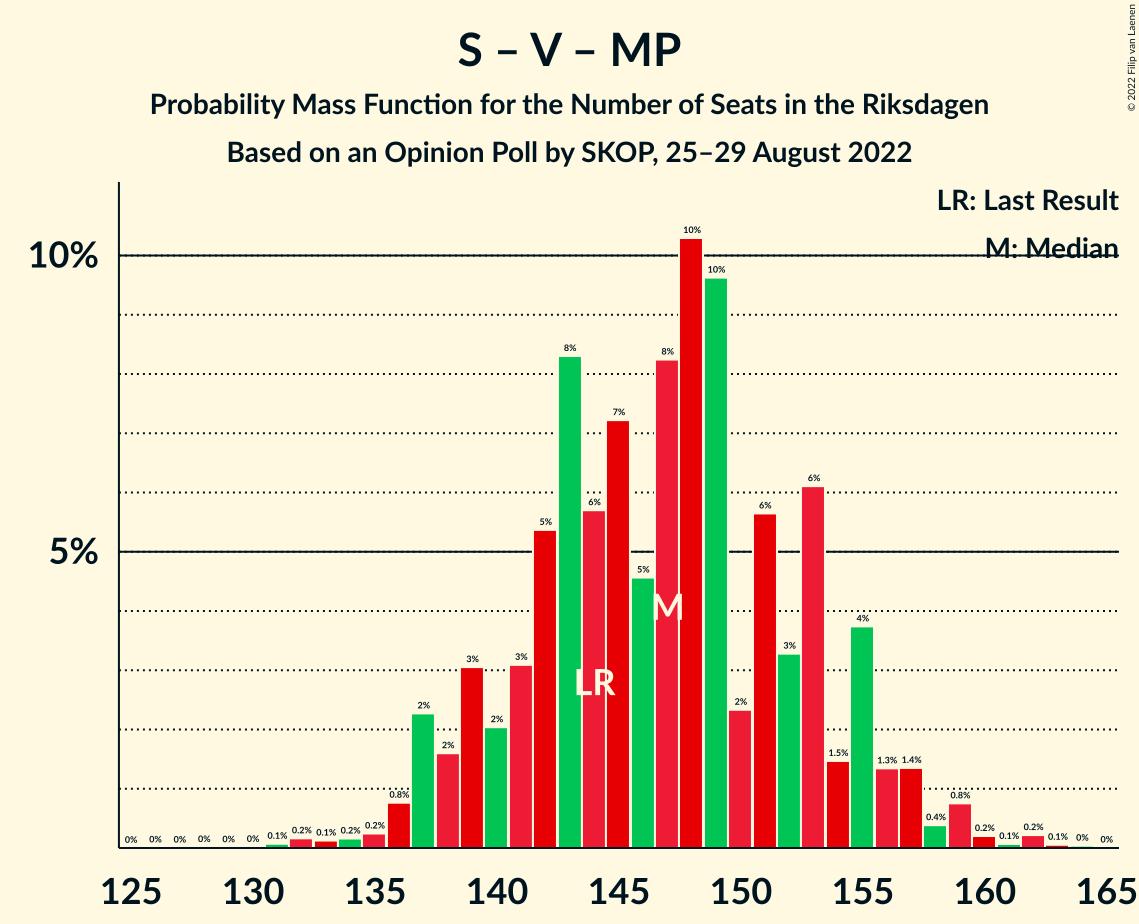 S – V – MP
Probability Mass Function for the Number of Seats in the Riksdagen
Based on an Opinion Poll by SKOP, 25–29 August 2022
© 2022 Filip van Laenen
LR: Last Result
M: Median
10%
5%
0% 0% 0% 0% 0% 0% 0.1% 0.2% 0.1% 0.2% 0.2% 0.8% 2% 2% 3% 2% 3% 5% 8% 6% 7% 5% 8% 10% 10% 2% 6% 3% 6% 1.5% 4% 1.3% 1.4% 0.4% 0.8% 0.2% 0.1% 0.2% 0.1% 0% 0%
M
LR
125 130 135 140 145 150 155 160 165